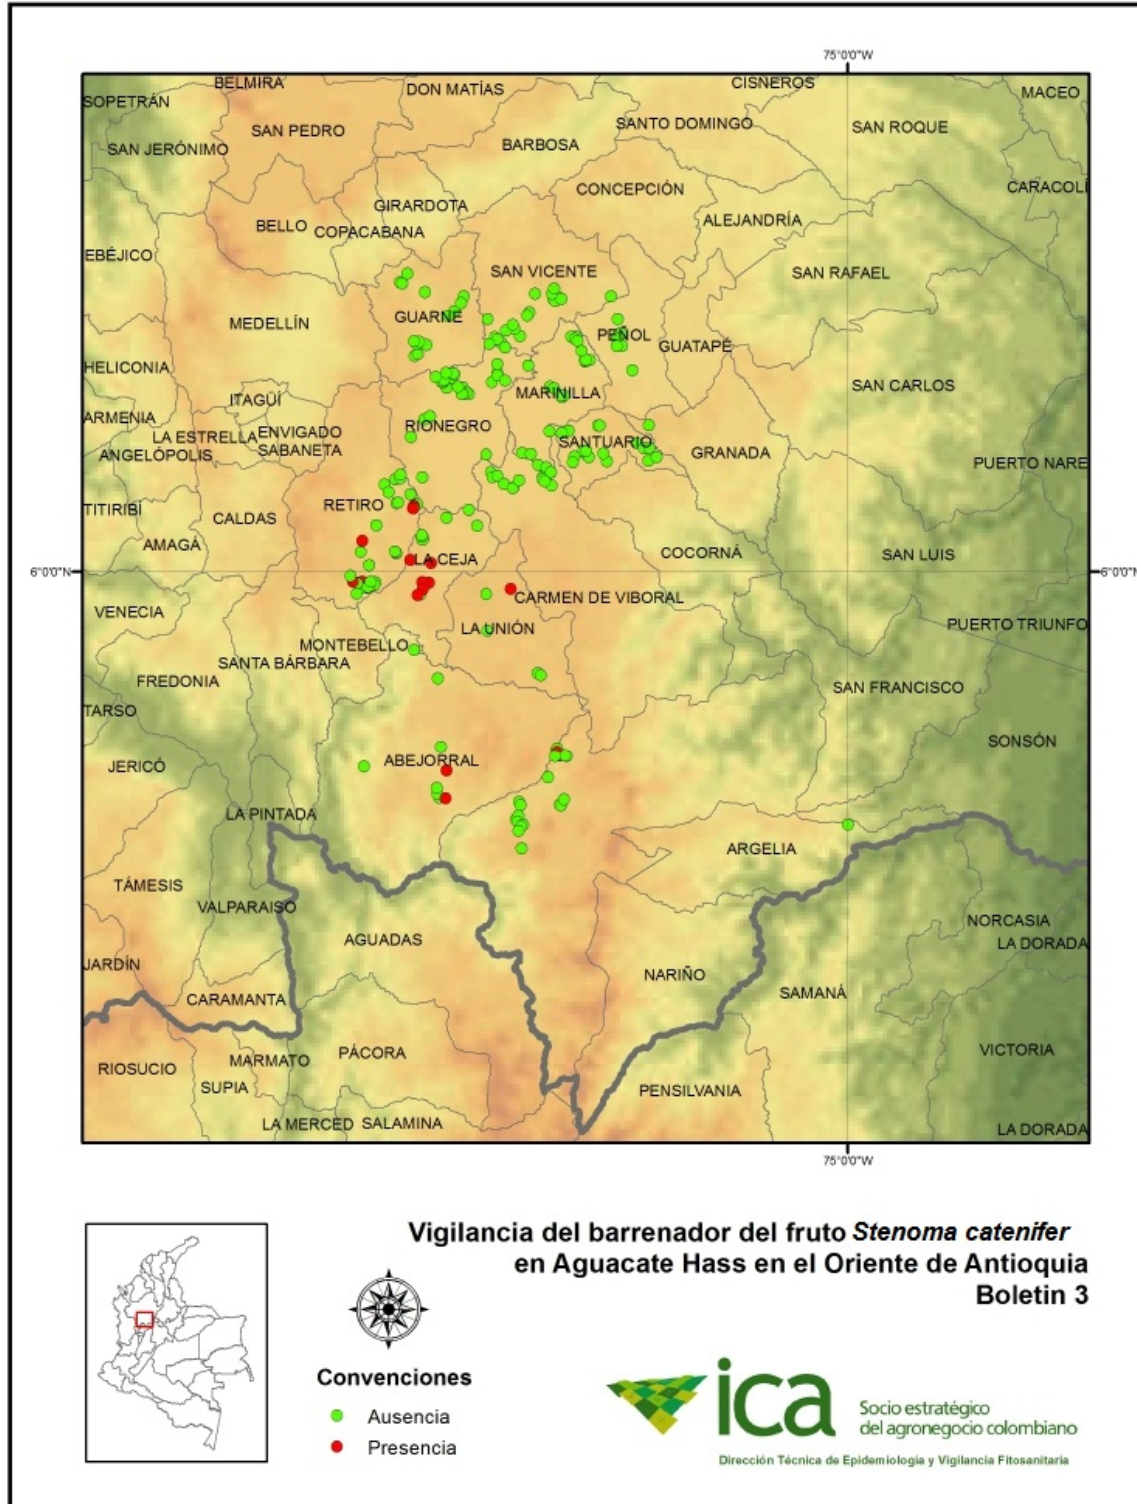 75°0'0"W
BELMIRA
DON MATÍAS
CISNEROS
MACEO
SOPETRÁN
SAN PEDRO
SANTO DOMINGO
SAN ROQUE
SAN JERÓNIMO
BARBOSA
CONCEPCIÓN
CARACOLÍ
GIRARDOTA
ALEJANDRÍA
BELLO
COPACABANA
EBÉJICO
SAN VICENTE
SAN RAFAEL
MEDELLÍN
GUARNE
PEÑOL
GUATAPÉ
HELICONIA
SAN CARLOS
ITAGÜÍ
MARINILLA
ARMENIA
LA ESTRELLA
ENVIGADO
RIONEGRO
SANTUARIO
ANGELÓPOLIS
SABANETA
GRANADA
PUERTO NARE
TITIRIBÍ
CALDAS
RETIRO
AMAGÁ
LA CEJA
COCORNÁ
SAN LUIS
6°0'0"N
6°0'0"N
VENECIA
CARMEN DE VIBORAL
LA UNIÓN
PUERTO TRIUNFO
MONTEBELLO
SANTA BÁRBARA
FREDONIA
SAN FRANCISCO
TARSO
SONSÓN
JERICÓ
ABEJORRAL
LA PINTADA
ARGELIA
TÁMESIS
VALPARAISO
NORCASIA
AGUADAS
LA DORADA
JARDÍN
NARIÑO
SAMANÁ
CARAMANTA
RIOSUCIO
MARMATO
PÁCORA
VICTORIA
SUPIA
PENSILVANIA
LA MERCED
SALAMINA
LA DORADA
75°0'0"W
Vigilancia del barrenador del fruto Stenoma catenifer
en Aguacate Hass en el Oriente de Antioquia
Boletin 3
Convenciones
Ausencia
Presencia
ica
Socio estratégico
del agronegocio colombiano
Dirección Técnica de Epidemiología y Vigilancia Fitosanitaria